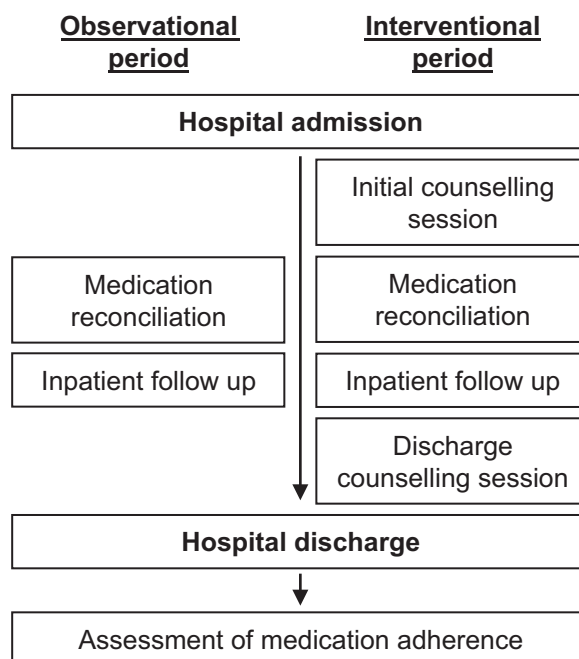 Observational
period
Interventional
period
Hospital admission
Initial counselling
session
Medication
reconciliation
Medication
reconciliation
Inpatient follow up
Inpatient follow up
Discharge
counselling session
Hospital discharge
Assessment of medication adherence